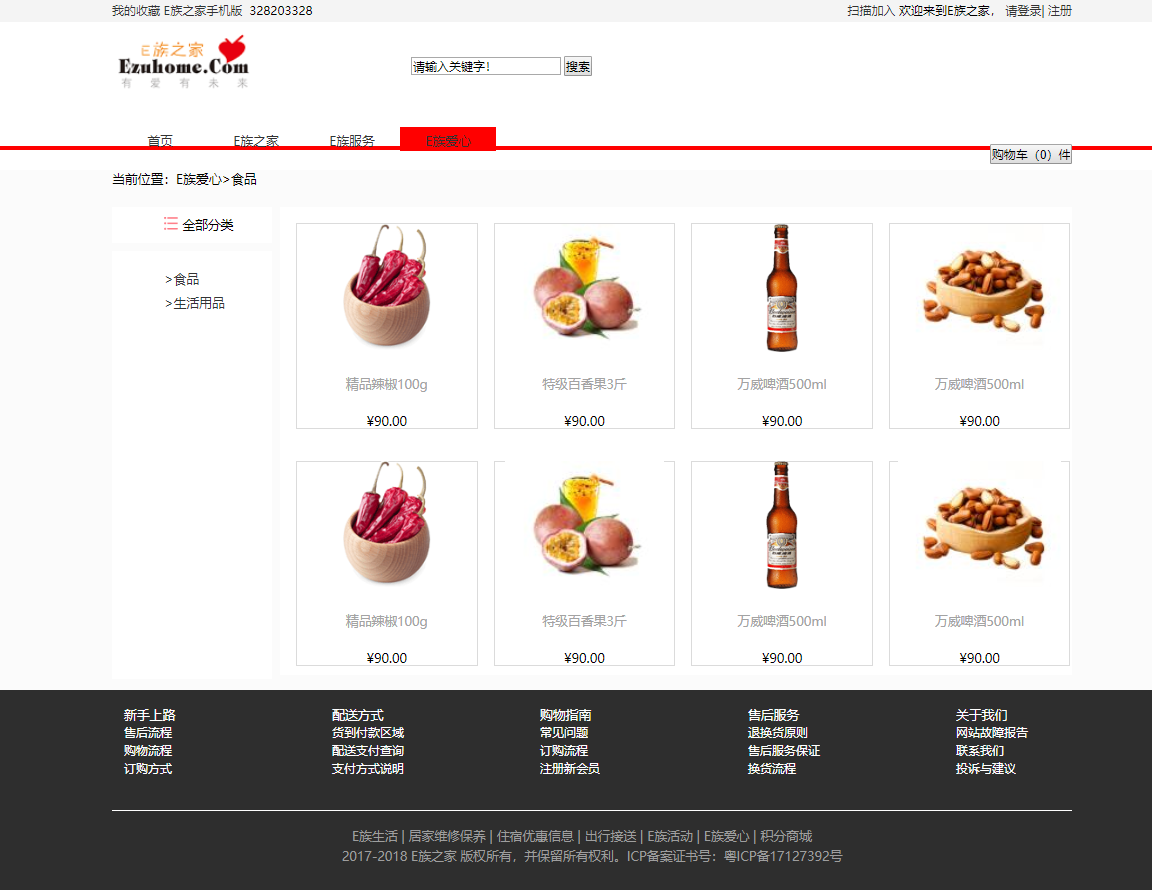 我的收藏 E族之家手机版 328203328 扫描加入 欢迎来到E族之家， 请登录| 注册
E族之家
Ezuhome.Com
有 爱 有 未 来
请输入关键字! 搜索
首页 E族之家 E族服务 E族爱心
购物车（0）件
当前位置：E族爱心>食品
全部分类
>食品
>生活用品
精品辣椒100g 特级百香果3斤 万威啤酒500ml 万威啤酒500ml
¥90.00 ¥90.00 ¥90.00 ¥90.00
精品辣椒100g 特级百香果3斤 万威啤酒500ml 万威啤酒500ml
¥90.00 ¥90.00 ¥90.00 ¥90.00
新手上路 配送方式 购物指南 售后服务 关于我们
售后流程 货到付款区域 常见问题 退换货原则 网站故障报告
购物流程 配送支付查询 订购流程 售后服务保证 联系我们
订购方式 支付方式说明 注册新会员 换货流程 投诉与建议
E族生活 | 居家维修保养 | 住宿优惠信息 | 出行接送 | E族活动 | E族爱心 | 积分商城
2017-2018 E族之家 版权所有，并保留所有权利。ICP备案证书号：粤ICP备17127392号